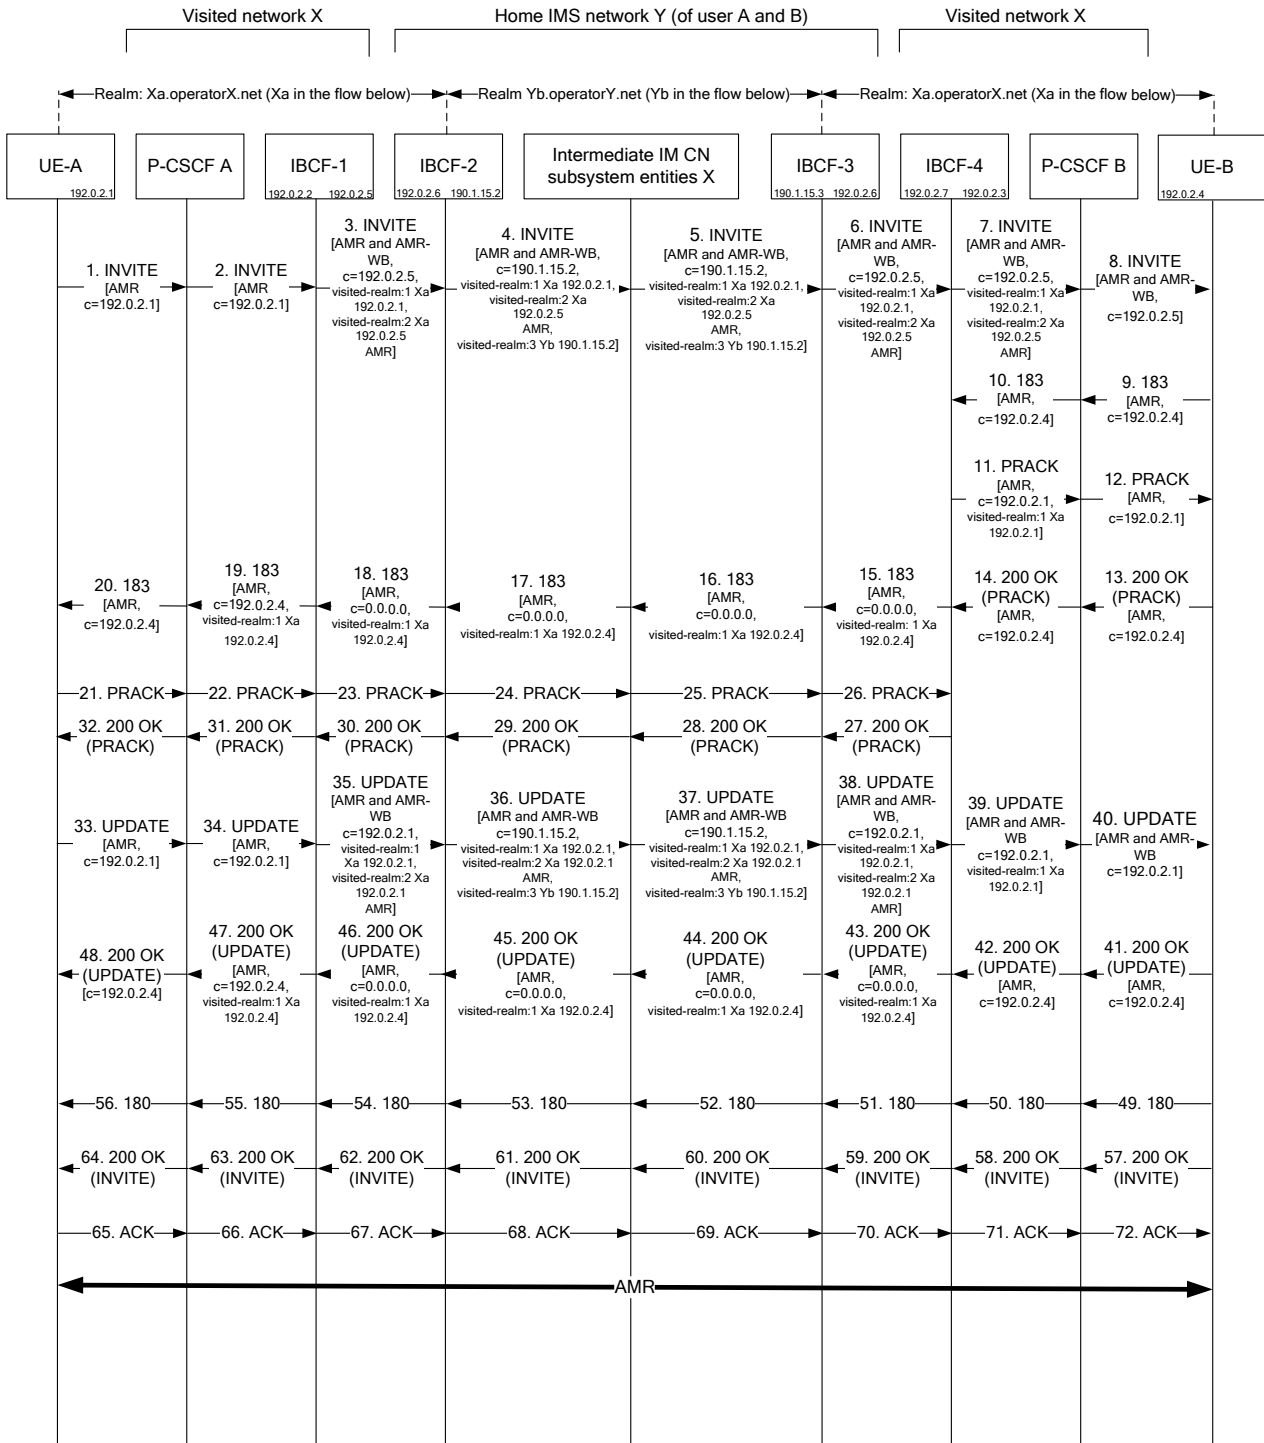 Visited network X
Home IMS network Y (of user A and B)
Visited network X
Realm: Xa.operatorX.net (Xa in the flow below)
Realm Yb.operatorY.net (Yb in the flow below)
Realm: Xa.operatorX.net (Xa in the flow below)
UE-A
192.0.2.1
P-CSCF A
IBCF-1
192.0.2.2 192.0.2.5
IBCF-2
192.0.2.6 190.1.15.2
Intermediate IM CN
subsystem entities X
IBCF-3
190.1.15.3 192.0.2.6
IBCF-4
192.0.2.7 192.0.2.3
P-CSCF B
UE-B
192.0.2.4
1. INVITE
[AMR
c=192.0.2.1]
2. INVITE
[AMR
c=192.0.2.1]
3. INVITE
[AMR and AMR-
WB,
c=192.0.2.5,
visited-realm:1 Xa
192.0.2.1,
visited-realm:2 Xa
192.0.2.5
AMR]
4. INVITE
[AMR and AMR-WB,
c=190.1.15.2,
visited-realm:1 Xa 192.0.2.1,
visited-realm:2 Xa
192.0.2.5
AMR,
visited-realm:3 Yb 190.1.15.2]
5. INVITE
[AMR and AMR-WB,
c=190.1.15.2,
visited-realm:1 Xa 192.0.2.1,
visited-realm:2 Xa
192.0.2.5
AMR,
visited-realm:3 Yb 190.1.15.2]
6. INVITE
[AMR and AMR-
WB,
c=192.0.2.5,
visited-realm:1 Xa
192.0.2.1,
visited-realm:2 Xa
192.0.2.5
AMR]
7. INVITE
[AMR and AMR-
WB,
c=192.0.2.5,
visited-realm:1 Xa
192.0.2.1,
visited-realm:2 Xa
192.0.2.5
AMR]
8. INVITE
[AMR and AMR-
WB,
c=192.0.2.5]
10. 183
[AMR,
c=192.0.2.4]
9. 183
[AMR,
c=192.0.2.4]
11. PRACK
[AMR,
c=192.0.2.1,
visited-realm:1 Xa
192.0.2.1]
12. PRACK
[AMR,
c=192.0.2.1]
20. 183
[AMR,
c=192.0.2.4]
19. 183
[AMR,
c=192.0.2.4,
visited-realm:1 Xa
192.0.2.4]
18. 183
[AMR,
c=0.0.0.0,
visited-realm:1 Xa
192.0.2.4]
17. 183
[AMR,
c=0.0.0.0,
visited-realm:1 Xa 192.0.2.4]
16. 183
[AMR,
c=0.0.0.0,
visited-realm:1 Xa 192.0.2.4]
15. 183
[AMR,
c=0.0.0.0,
visited-realm: 1 Xa
192.0.2.4]
14. 200 OK
(PRACK)
[AMR,
c=192.0.2.4]
13. 200 OK
(PRACK)
[AMR,
c=192.0.2.4]
21. PRACK
22. PRACK
23. PRACK
24. PRACK
25. PRACK
26. PRACK
32. 200 OK
(PRACK)
31. 200 OK
(PRACK)
30. 200 OK
(PRACK)
29. 200 OK
(PRACK)
28. 200 OK
(PRACK)
27. 200 OK
(PRACK)
33. UPDATE
[AMR,
c=192.0.2.1]
34. UPDATE
[AMR,
c=192.0.2.1]
35. UPDATE
[AMR and AMR-
WB
c=192.0.2.1,
visited-realm:1
Xa 192.0.2.1,
visited-realm:2 Xa
192.0.2.1
AMR]
36. UPDATE
[AMR and AMR-WB
c=190.1.15.2,
visited-realm:1 Xa 192.0.2.1,
visited-realm:2 Xa 192.0.2.1
AMR,
visited-realm:3 Yb 190.1.15.2]
37. UPDATE
[AMR and AMR-WB
c=190.1.15.2,
visited-realm:1 Xa 192.0.2.1,
visited-realm:2 Xa 192.0.2.1
AMR,
visited-realm:3 Yb 190.1.15.2]
38. UPDATE
[AMR and AMR-
WB,
c=192.0.2.1,
visited-realm:1 Xa
192.0.2.1,
visited-realm:2 Xa
192.0.2.1
AMR]
39. UPDATE
[AMR and AMR-
WB
c=192.0.2.1,
visited-realm:1 Xa
192.0.2.1]
40. UPDATE
[AMR and AMR-
WB
c=192.0.2.1]
48. 200 OK
(UPDATE)
[c=192.0.2.4]
47. 200 OK
(UPDATE)
[AMR,
c=192.0.2.4,
visited-realm:1 Xa
192.0.2.4]
46. 200 OK
(UPDATE)
[AMR,
c=0.0.0.0,
visited-realm:1 Xa
192.0.2.4]
45. 200 OK
(UPDATE)
[AMR,
c=0.0.0.0,
visited-realm:1 Xa 192.0.2.4]
44. 200 OK
(UPDATE)
[AMR,
c=0.0.0.0,
visited-realm:1 Xa 192.0.2.4]
43. 200 OK
(UPDATE)
[AMR,
c=0.0.0.0,
visited-realm:1 Xa
192.0.2.4]
42. 200 OK
(UPDATE)
[AMR,
c=192.0.2.4]
41. 200 OK
(UPDATE)
[AMR,
c=192.0.2.4]
56. 180
55. 180
54. 180
53. 180
52. 180
51. 180
50. 180
49. 180
64. 200 OK
(INVITE)
63. 200 OK
(INVITE)
62. 200 OK
(INVITE)
61. 200 OK
(INVITE)
60. 200 OK
(INVITE)
59. 200 OK
(INVITE)
58. 200 OK
(INVITE)
57. 200 OK
(INVITE)
65. ACK
66. ACK
67. ACK
68. ACK
69. ACK
70. ACK
71. ACK
72. ACK
AMR